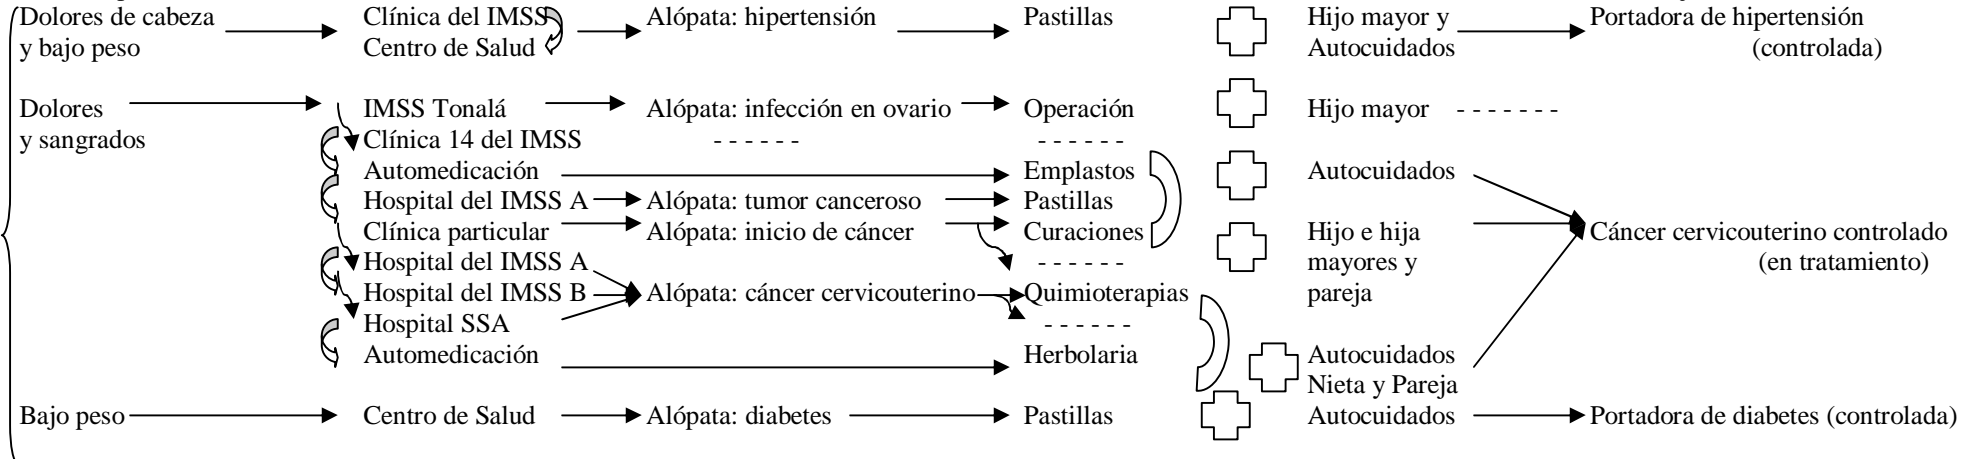 Dolores de cabeza Clínica del IMSS Alópata: hipertensión Pastillas Hijo mayor y Portadora de hipertensión
y bajo peso Centro de Salud Autocuidados (controlada)
Dolores IMSS Tonalá Alópata: infección en ovario Operación Hijo mayor - - - - - - -
y sangrados Clínica 14 del IMSS - - - - - - - - - - - -
Automedicación Emplastos Autocuidados
Hospital del IMSS A Alópata: tumor canceroso Pastillas
Clínica particular Alópata: inicio de cáncer Curaciones Hijo e hija Cáncer cervicouterino controlado
Hospital del IMSS A - - - - - - mayores y (en tratamiento)
Hospital del IMSS B Alópata: cáncer cervicouterino Quimioterapias pareja
Hospital SSA - - - - - -
Automedicación Herbolaria Autocuidados
Nieta y Pareja
Bajo peso Centro de Salud Alópata: diabetes Pastillas Autocuidados Portadora de diabetes (controlada)